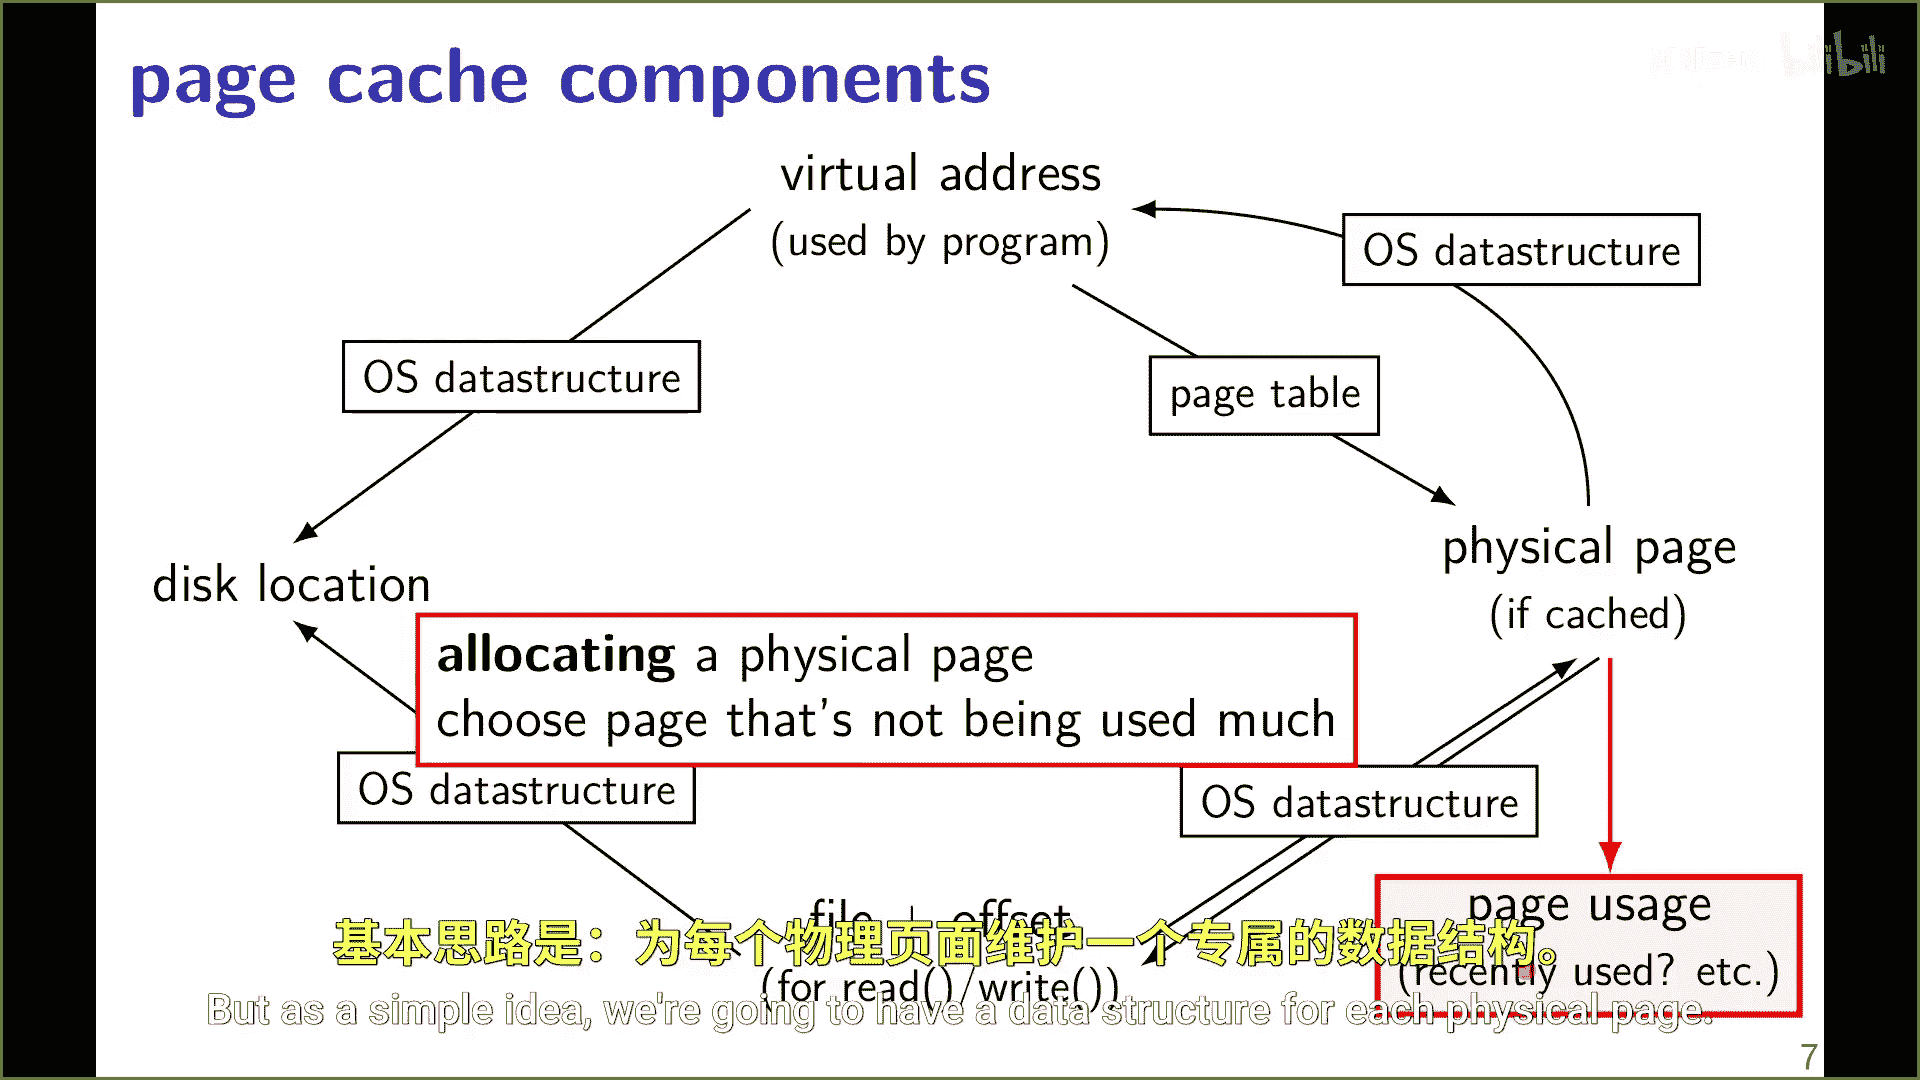 page cache components
bilibili
virtual address
(used by program)
OS datastructure
OS datastructure
page table
disk location
physical page
(if cached)
allocating a physical page
choose page that's not being used much
OS datastructure
OS datastructure
file + offset
(for read()/write())
page usage
(recently used? etc.)
基本思路是：为每个物理页面维护一个专属的数据结构。
But as a simple idea, we're going to have a data structure for each physical page.
7